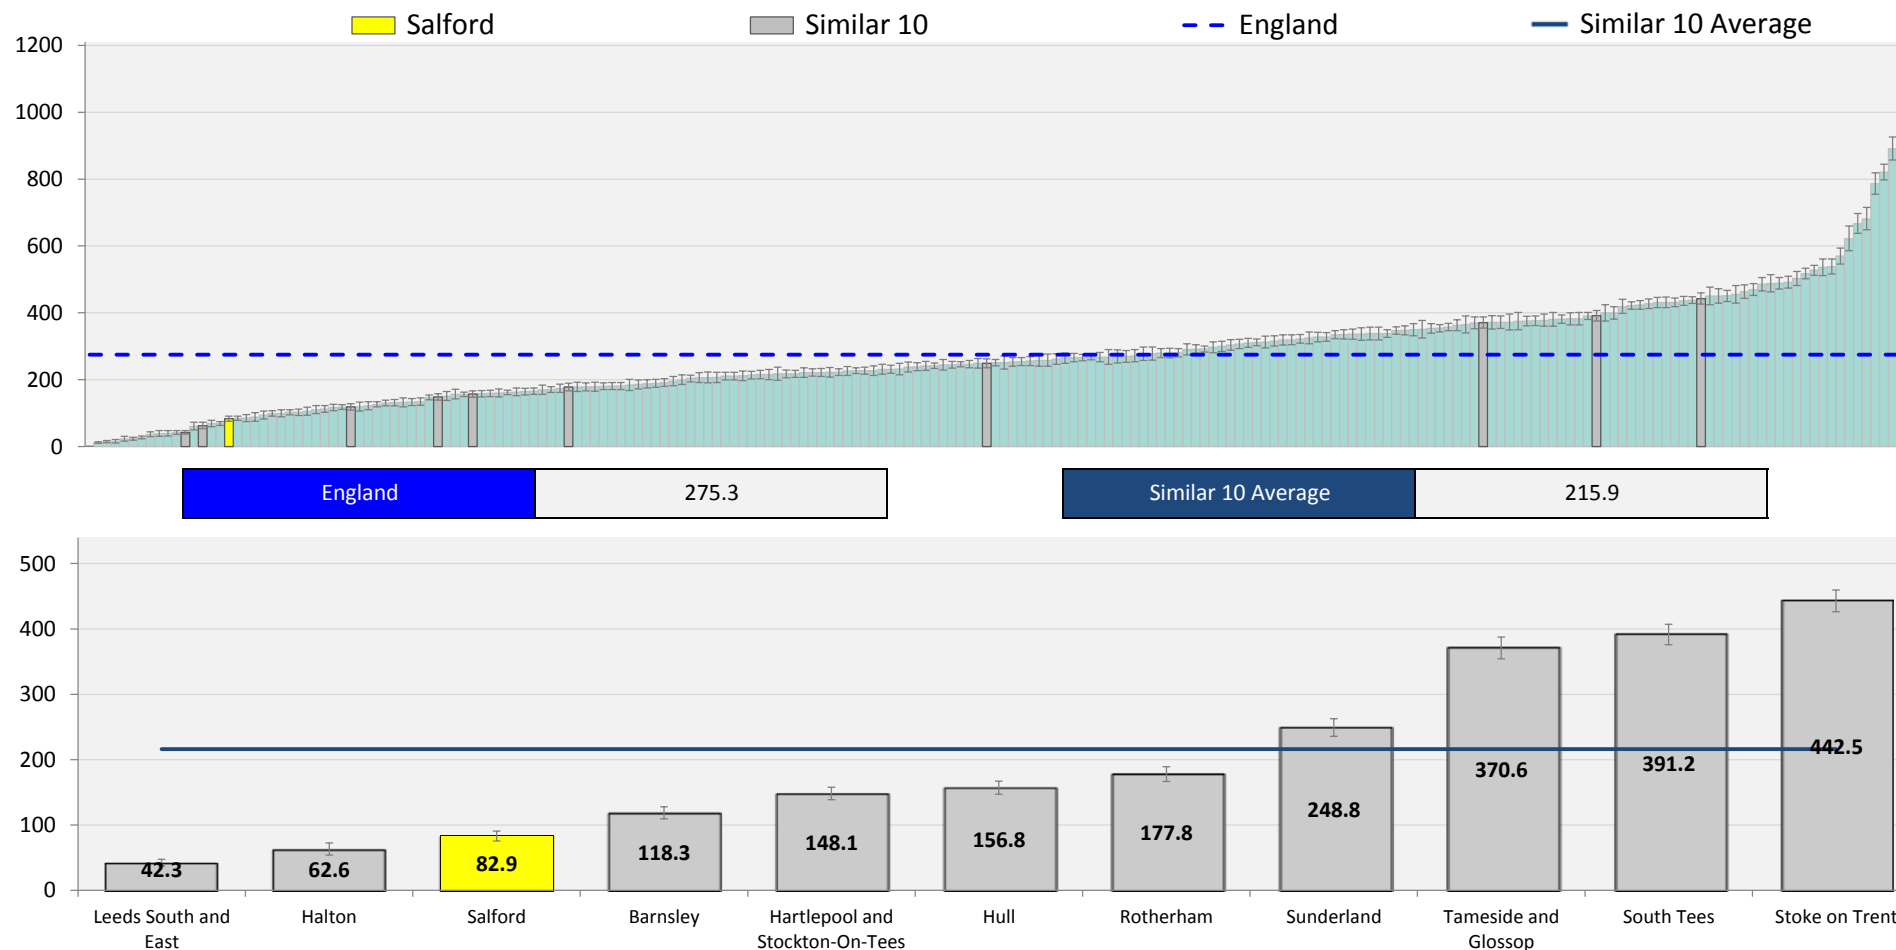 Salford
Similar 10
England
Similar 10 Average
1200
1000
800
600
400
200
0
England
275.3
Similar 10 Average
215.9
500
400
300
200
100
0
42.3
62.6
82.9
118.3
148.1
156.8
177.8
248.8
370.6
391.2
442.5
Leeds South and
East
Halton
Salford
Barnsley
Hartlepool and
Stockton-On-Tees
Hull
Rotherham
Sunderland
Tameside and
Glossop
South Tees
Stoke on Trent